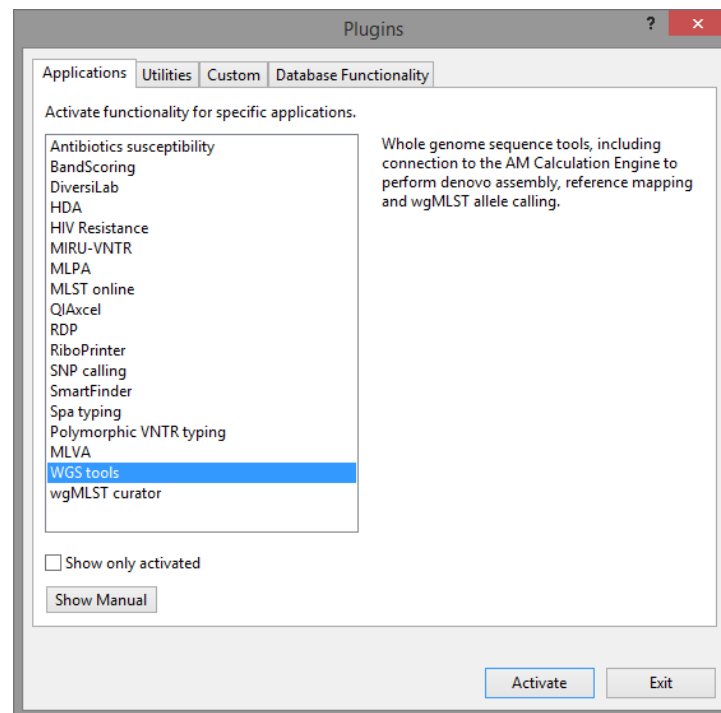 Plugins
?
Applications Utilities Custom Database Functionality
Activate functionality for specific applications.
Antibiotics susceptibility
BandScoring
DiversiLab
HDA
HIV Resistance
MIRU-VNTR
MLPA
MLST online
QIAxcel
RDP
RiboPrinter
SNP calling
SmartFinder
Spa typing
Polymorphic VNTR typing
MLVA
WGS tools
wgMLST curator
Whole genome sequence tools, including
connection to the AM Calculation Engine to
perform denovo assembly, reference mapping
and wgMLST allele calling.
Show only activated
Show Manual
Activate Exit